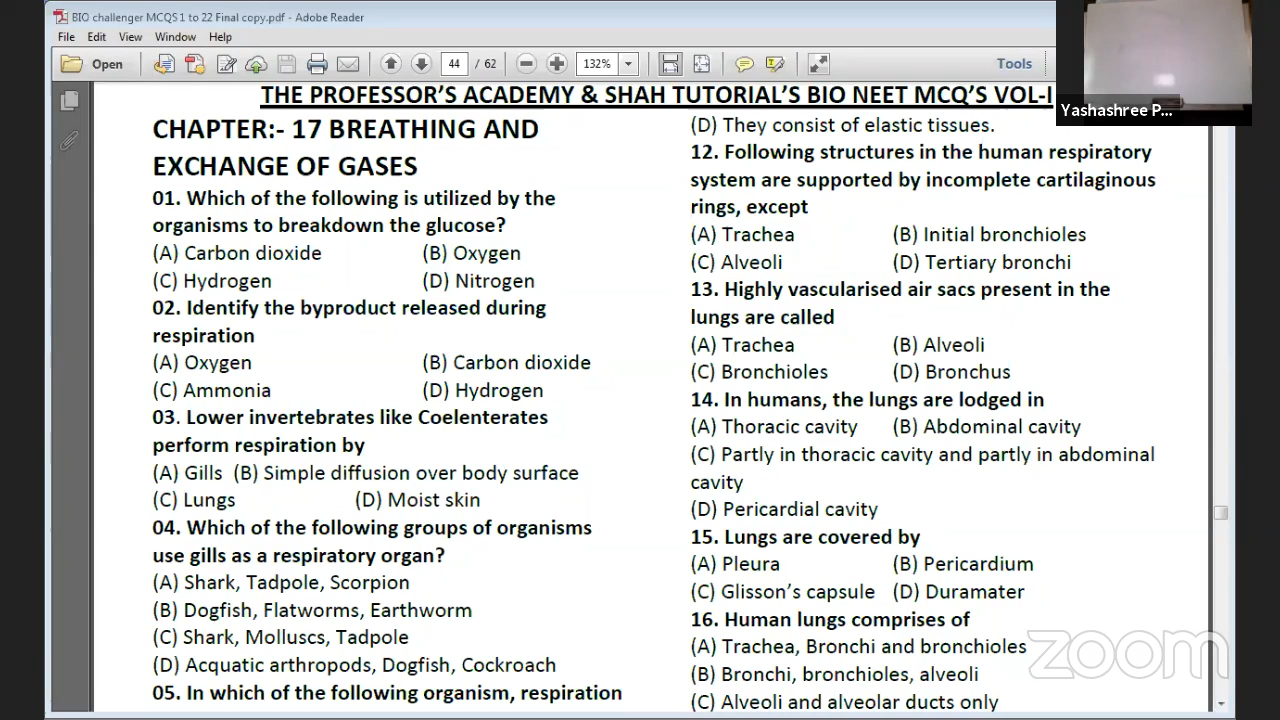 BIO challenger MCQS 1 to 22 Final copy.pdf - Adobe Reader
File Edit View Window Help
Open 44 / 62 132% Tools
Yashashree P...
THE PROFESSOR'S ACADEMY & SHAH TUTORIAL'S BIO NEET MCQ'S VOL-I
CHAPTER:- 17 BREATHING AND
EXCHANGE OF GASES
01. Which of the following is utilized by the
organisms to breakdown the glucose?
(A) Carbon dioxide (B) Oxygen
(C) Hydrogen (D) Nitrogen
02. Identify the byproduct released during
respiration
(A) Oxygen (B) Carbon dioxide
(C) Ammonia (D) Hydrogen
03. Lower invertebrates like Coelenterates
perform respiration by
(A) Gills (B) Simple diffusion over body surface
(C) Lungs (D) Moist skin
04. Which of the following groups of organisms
use gills as a respiratory organ?
(A) Shark, Tadpole, Scorpion
(B) Dogfish, Flatworms, Earthworm
(C) Shark, Molluscs, Tadpole
(D) Acquatic arthropods, Dogfish, Cockroach
05. In which of the following organism, respiration
(D) They consist of elastic tissues.
12. Following structures in the human respiratory
system are supported by incomplete cartilaginous
rings, except
(A) Trachea (B) Initial bronchioles
(C) Alveoli (D) Tertiary bronchi
13. Highly vascularised air sacs present in the
lungs are called
(A) Trachea (B) Alveoli
(C) Bronchioles (D) Bronchus
14. In humans, the lungs are lodged in
(A) Thoracic cavity (B) Abdominal cavity
(C) Partly in thoracic cavity and partly in abdominal
cavity
(D) Pericardial cavity
15. Lungs are covered by
(A) Pleura (B) Pericardium
(C) Glisson's capsule (D) Duramater
16. Human lungs comprises of
(A) Trachea, Bronchi and bronchioles
(B) Bronchi, bronchioles, alveoli
(C) Alveoli and alveolar ducts only
zoom